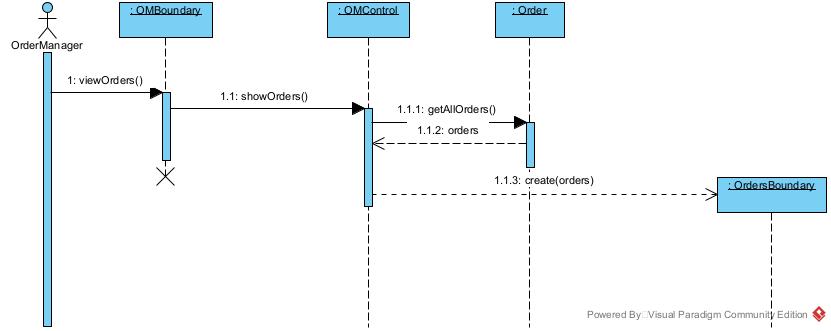 : OMBoundary
: OMControl
: Order
OrderManager
1: viewOrders()
1.1: showOrders()
1.1.1: getAllOrders()
1.1.2: orders
1.1.3: create(orders)
: OrdersBoundary
Powered By Visual Paradigm Community Edition